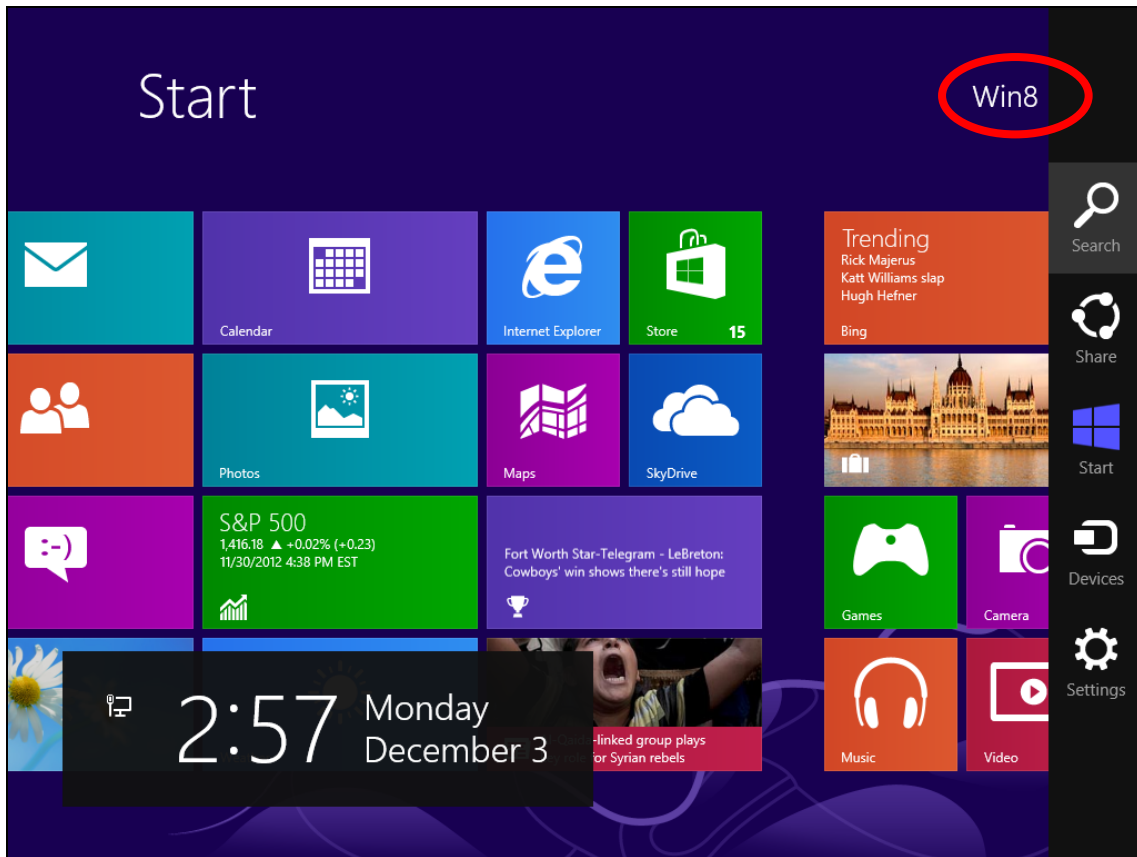 Start
Win8
Calendar
Internet Explorer
Store
15
Trending
Rick Majerus
Katt Williams slap
Hugh Hefner
Bing
Photos
Maps
SkyDrive
:-)
S&P 500
1,416.18 ▲ +0.02% (+0.23)
11/30/2012 4:38 PM EST
Fort Worth Star-Telegram - LeBreton:
Cowboys' win shows there's still hope
Games
Camera
-linked group plays
for Syrian rebels
Music
Video
2:57
Monday
December 3
Search
Share
Start
Devices
Settings